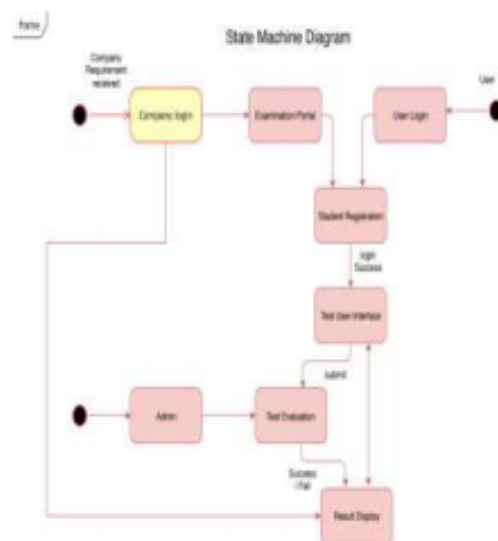 frame
State Machine Diagram
Company
Requirement
received
User
Company login
Examination Portal
User Login
Student Registration
login
Success
Test User Interface
submit
Admin
Test Evaluation
Success
/ Fail
Result Display